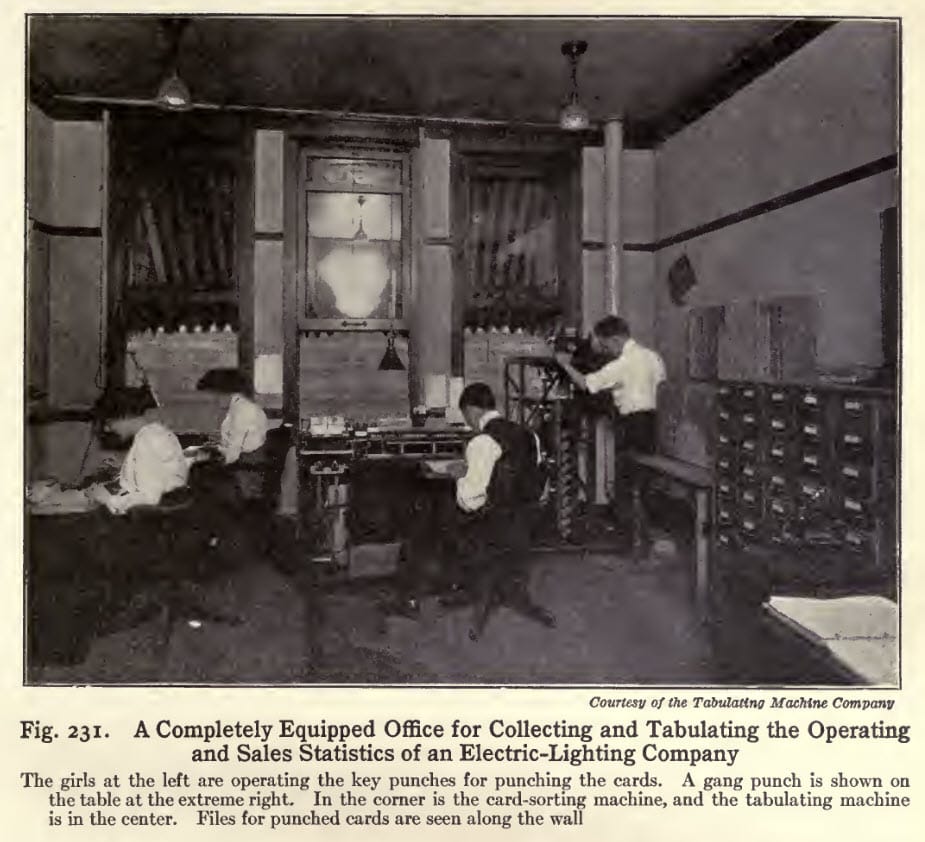 Courtesy of the Tabulating Machine Company
Fig. 231. A Completely Equipped Office for Collecting and Tabulating the Operating
and Sales Statistics of an Electric-Lighting Company
The girls at the left are operating the key punches for punching the cards. A gang punch is shown on
the table at the extreme right. In the corner is the card-sorting machine, and the tabulating machine
is in the center. Files for punched cards are seen along the wall